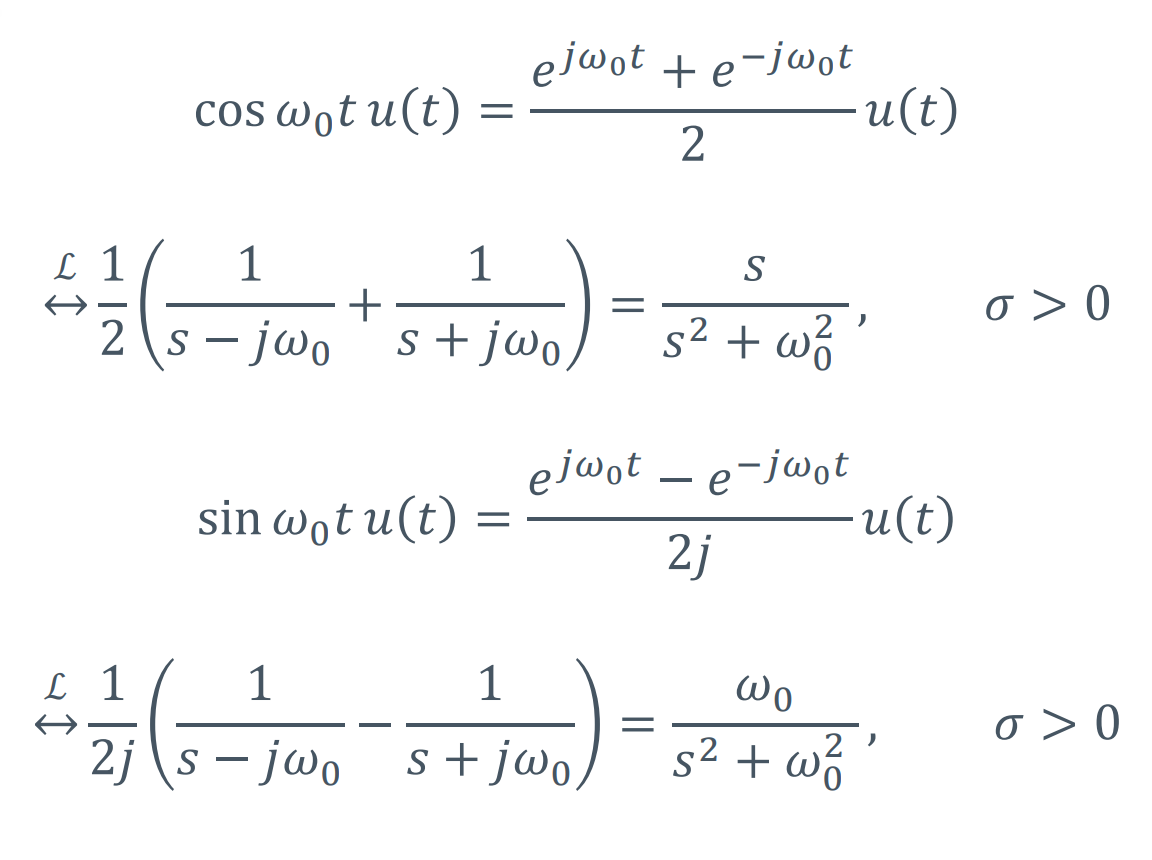 cos ω₀t u(t) = (e^{jω₀t} + e^{−jω₀t})/2 u(t)
ℒ↔ 1/2 (1/(s − jω₀) + 1/(s + jω₀)) = s/(s² + ω₀²), σ > 0
sin ω₀t u(t) = (e^{jω₀t} − e^{−jω₀t})/2j u(t)
ℒ↔ 1/2j (1/(s − jω₀) − 1/(s + jω₀)) = ω₀/(s² + ω₀²), σ > 0